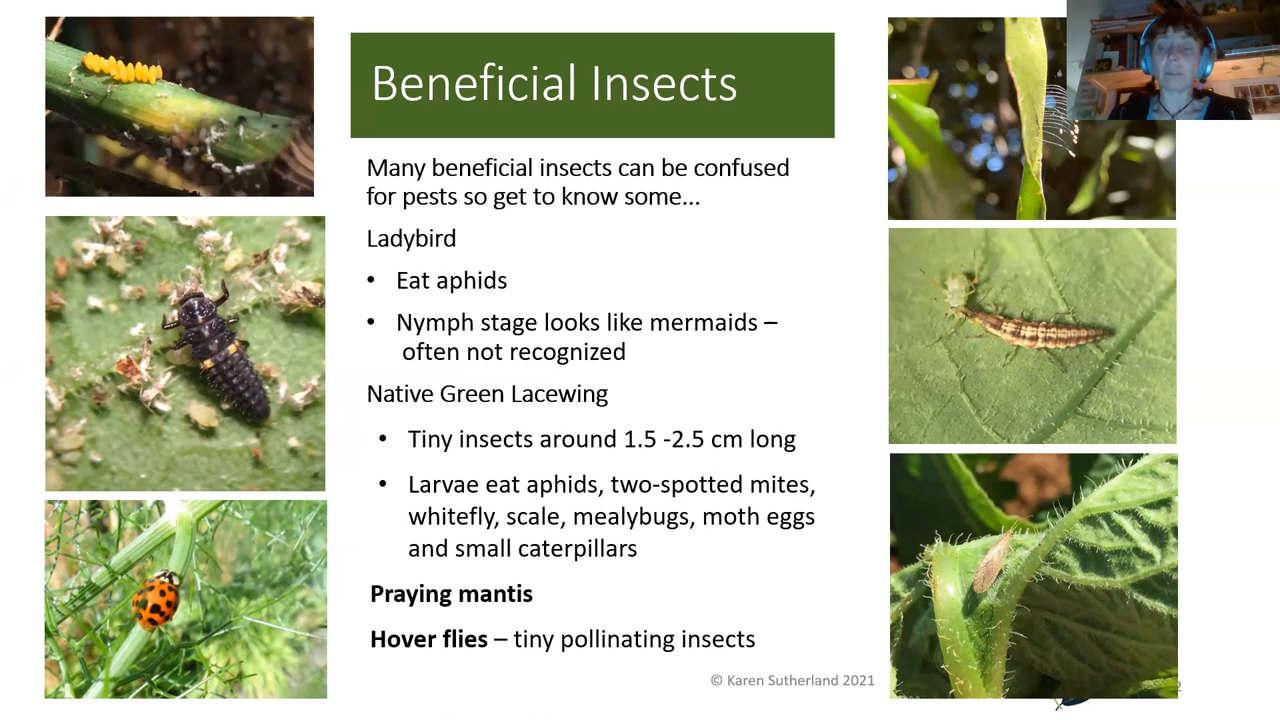 Beneficial Insects
Many beneficial insects can be confused
for pests so get to know some...
Ladybird
• Eat aphids
• Nymph stage looks like mermaids –
often not recognized
Native Green Lacewing
• Tiny insects around 1.5 -2.5 cm long
• Larvae eat aphids, two-spotted mites,
whitefly, scale, mealybugs, moth eggs
and small caterpillars
Praying mantis
Hover flies – tiny pollinating insects
© Karen Sutherland 2021